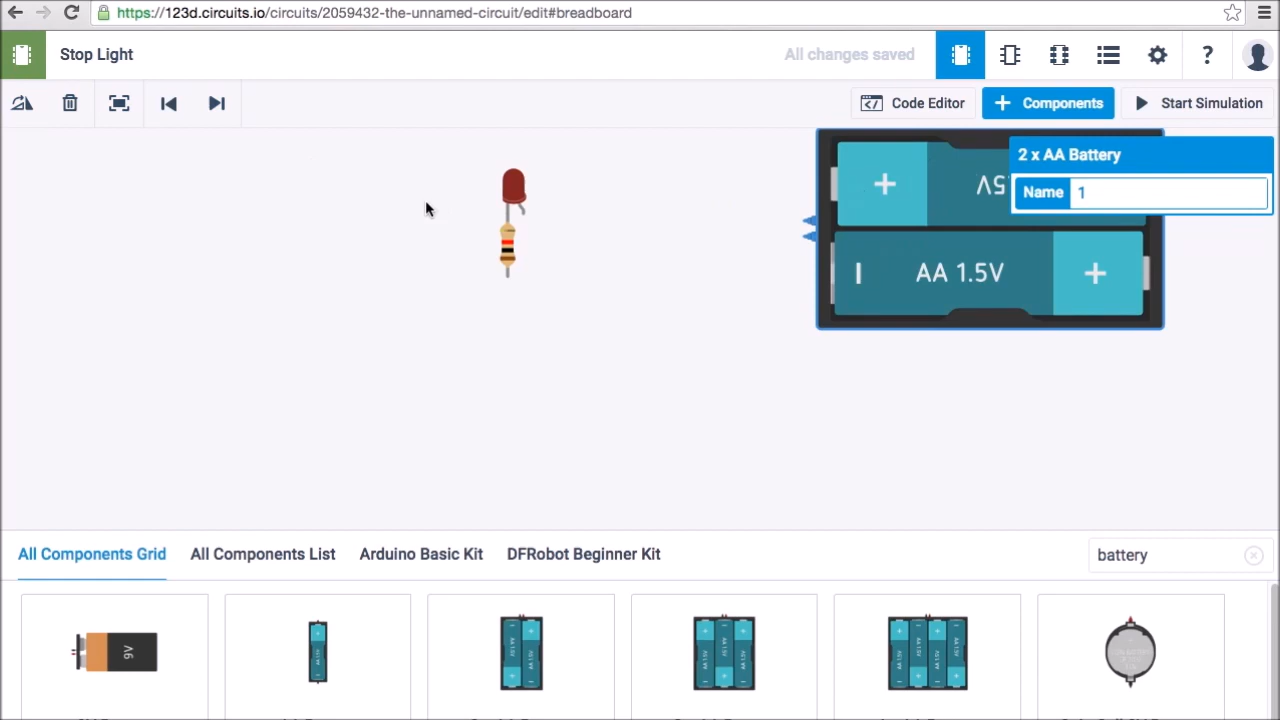 https://123d.circuits.io/circuits/2059432-the-unnamed-circuit/edit#breadboard
Stop Light
All changes saved
?
Code Editor
+ Components
Start Simulation
2 x AA Battery
Name 1
+
AA 1.5V
+
All Components Grid
All Components List
Arduino Basic Kit
DFRobot Beginner Kit
battery
9V